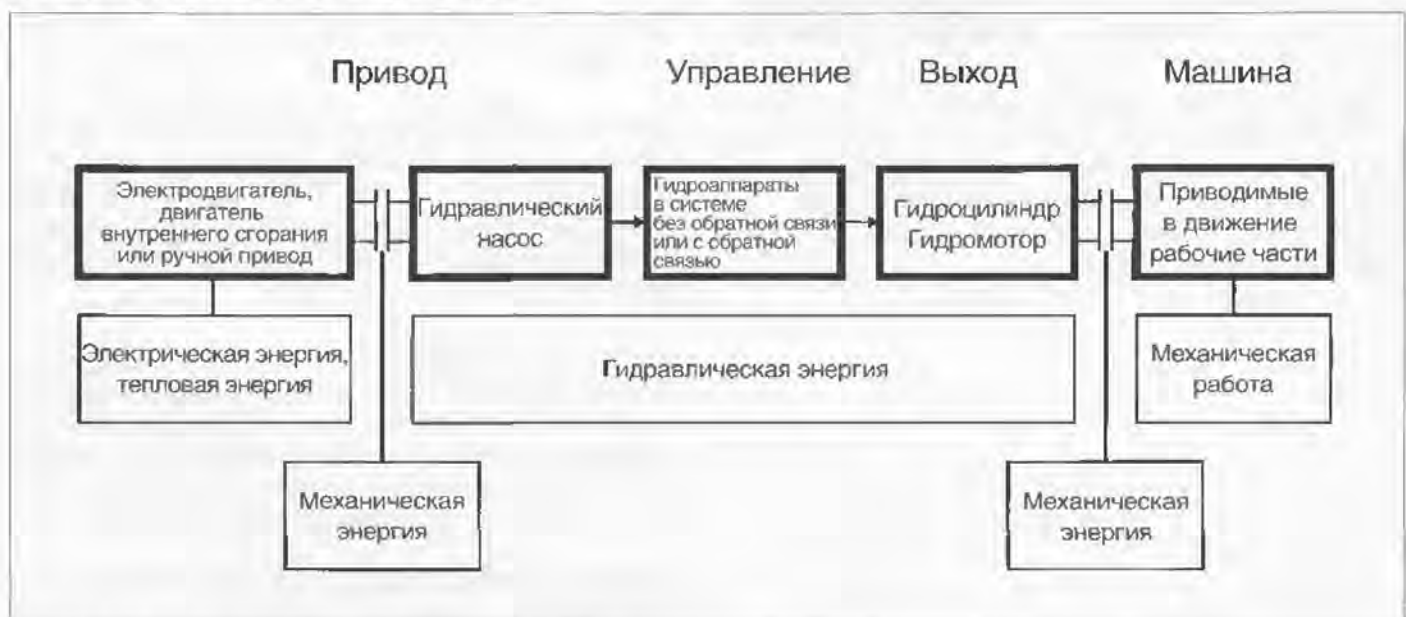 Привод
Управление
Выход
Машина
Электродвигатель,
двигатель
внутреннего сгорания
или ручной привод
Гидравлический
насос
Гидроаппараты
в системе
без обратной связи
или с обратной
связью
Гидроцилиндр
Гидромотор
Приводимые
в движение
рабочие части
Электрическая энергия,
тепловая энергия
Гидравлическая энергия
Механическая
работа
Механическая
энергия
Механическая
энергия